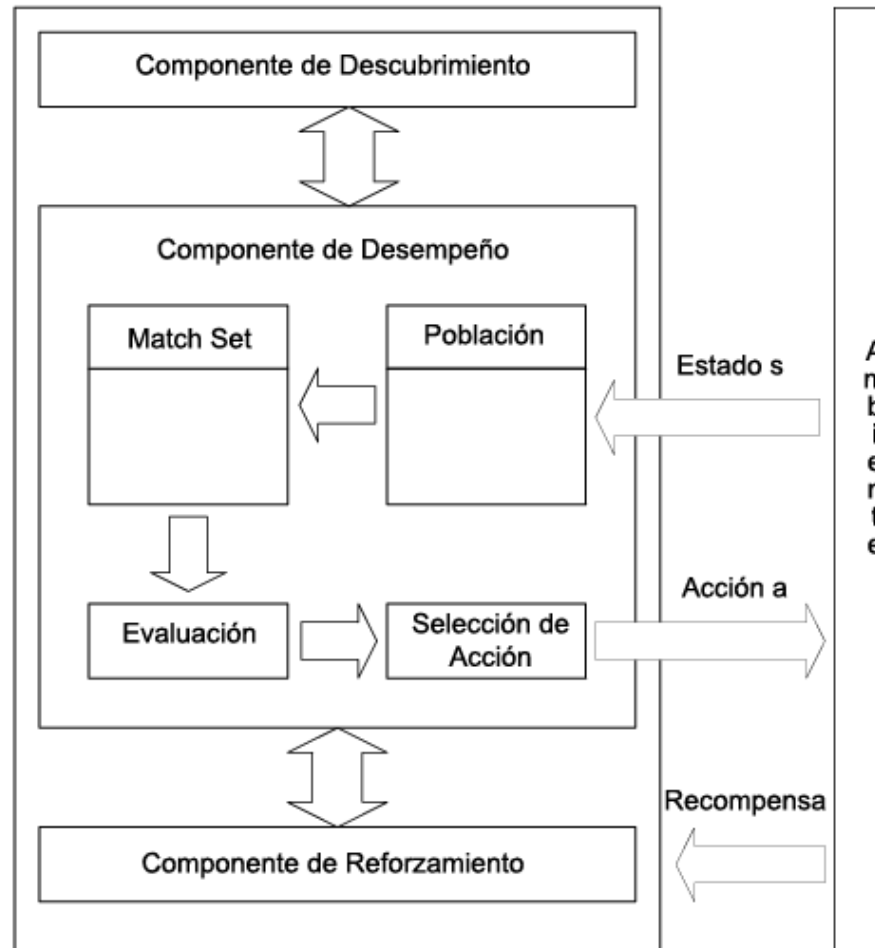 Componente de Descubrimiento
Componente de Desempeño
Match Set
Población
Estado s
Evaluación
Selección de
Acción
Acción a
Recompensa
Componente de Reforzamiento
A
m
b
i
e
n
t
e